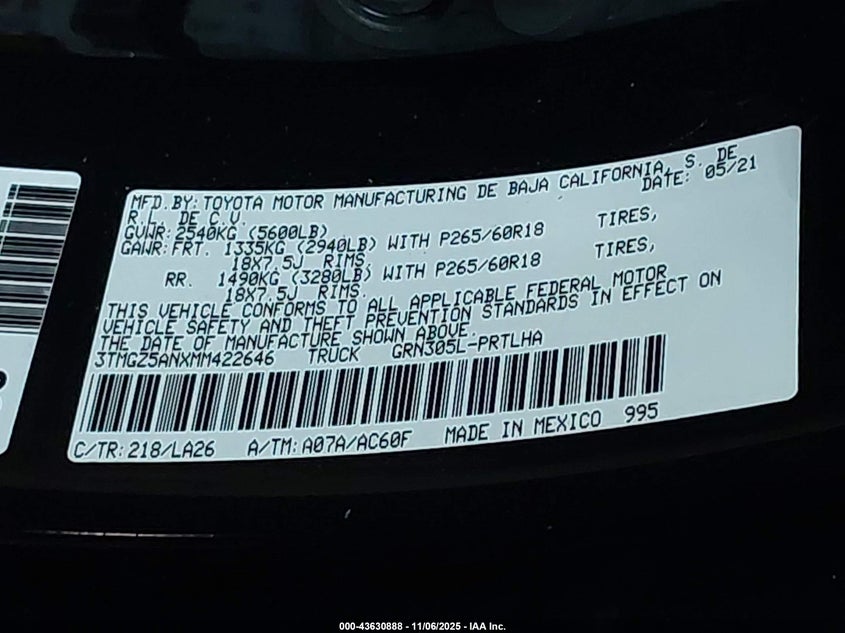 MFD. BY: TOYOTA MOTOR MANUFACTURING DE BAJA CALIFORNIA, S. DE
R.L. DE C.V. DATE: 05/21
GVWR: 2540KG (5600LB)
GAWR: FRT. 1335KG (2940LB) WITH P265/60R18 TIRES,
18X7.5J RIMS
RR. 1490KG (3280LB) WITH P265/60R18 TIRES,
18X7.5J RIMS.
THIS VEHICLE CONFORMS TO ALL APPLICABLE FEDERAL MOTOR
VEHICLE SAFETY AND THEFT PREVENTION STANDARDS IN EFFECT ON
THE DATE OF MANUFACTURE SHOWN ABOVE.
3TMGZ5ANXMM422646 TRUCK GRN305L-PRTLHA
C/TR: 218/LA26 A/TM: A07A/AC60F MADE IN MEXICO 995
000-43630888 - 11/06/2025 - IAA Inc.